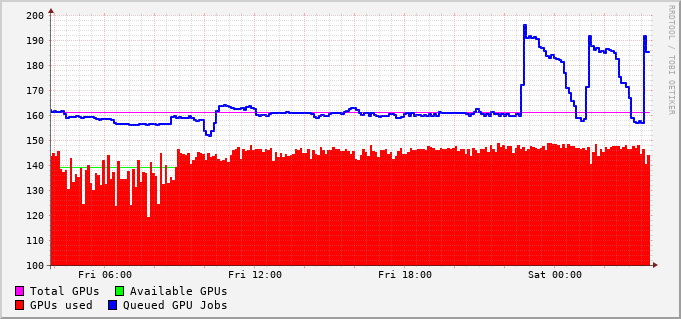 200
190
180
170
160
150
140
130
120
110
100
Fri 06:00 Fri 12:00 Fri 18:00 Sat 00:00
Total GPUs Available GPUs
GPUs used Queued GPU Jobs
RRDTOOL / TOBI OETIKER